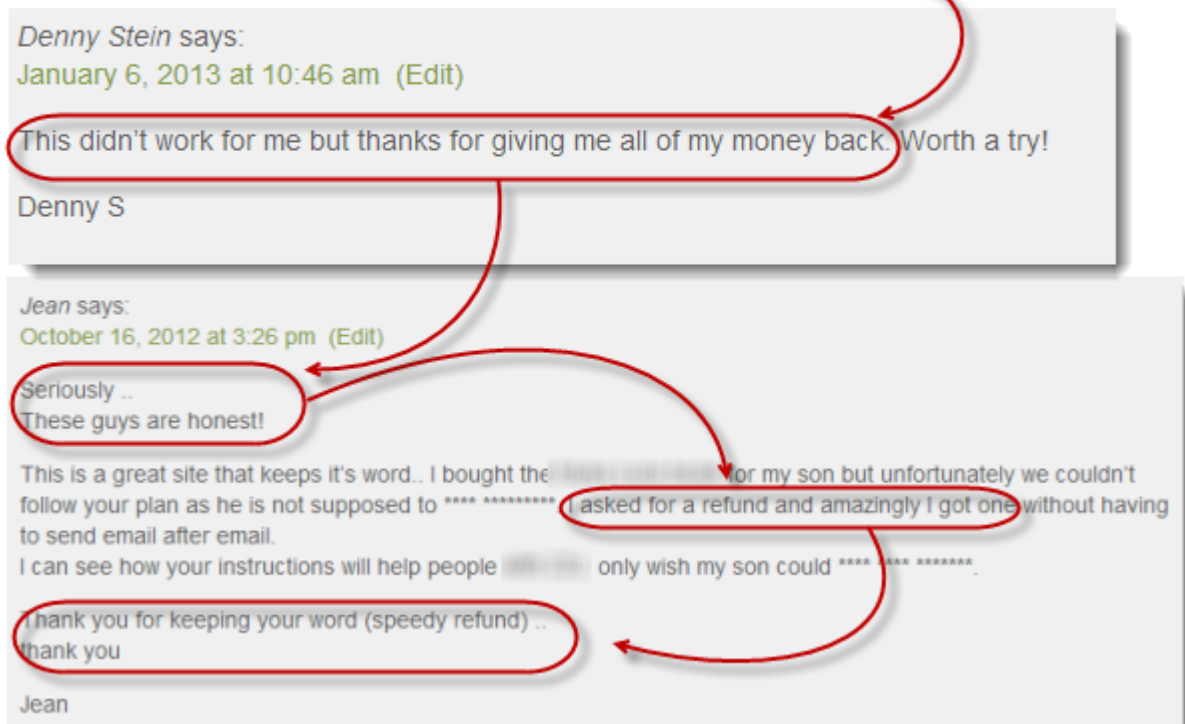 Denny Stein says:
January 6, 2013 at 10:46 am (Edit)
This didn't work for me but thanks for giving me all of my money back. Worth a try!
Denny S
Jean says:
October 16, 2012 at 3:26 pm (Edit)
Seriously ..
These guys are honest!
This is a great site that keeps it's word.. I bought the for my son but unfortunately we couldn't
follow your plan as he is not supposed to **** *********. I asked for a refund and amazingly I got one without having
to send email after email.
I can see how your instructions will help people only wish my son could **** **** *******.
Thank you for keeping your word (speedy refund) ..
thank you
Jean